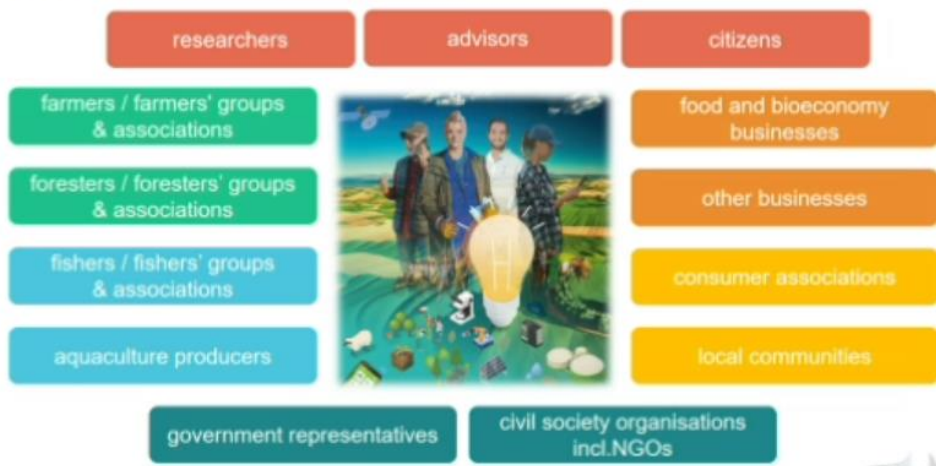 researchers
advisors
citizens
farmers / farmers' groups
& associations
food and bioeconomy
businesses
foresters / foresters' groups
& associations
other businesses
fishers / fishers' groups
& associations
consumer associations
aquaculture producers
local communities
government representatives
civil society organisations
incl.NGOs